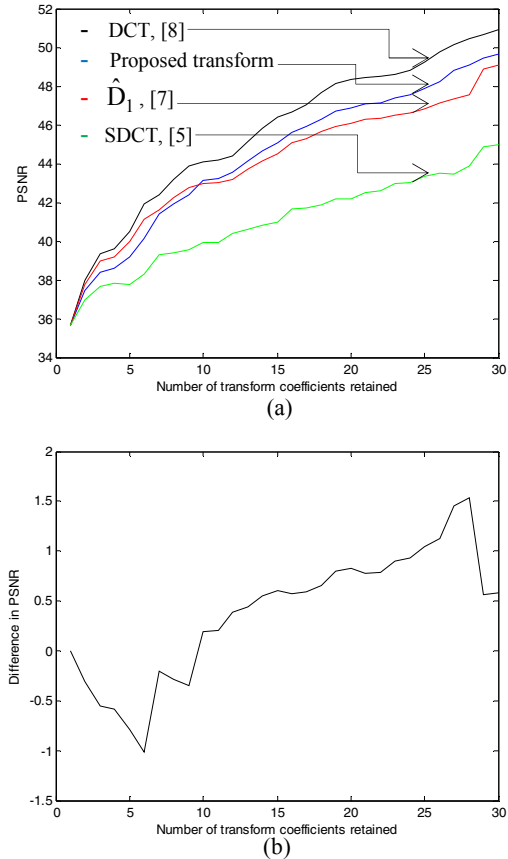 52
50
48
46
44
42
40
38
36
34
PSNR
DCT, [8]
Proposed transform
D̂1 , [7]
SDCT, [5]
0 5 10 15 20 25 30
Number of transform coefficients retained
(a)
2
1.5
1
0.5
0
-0.5
-1
-1.5
Difference in PSNR
0 5 10 15 20 25 30
Number of transform coefficients retained
(b)